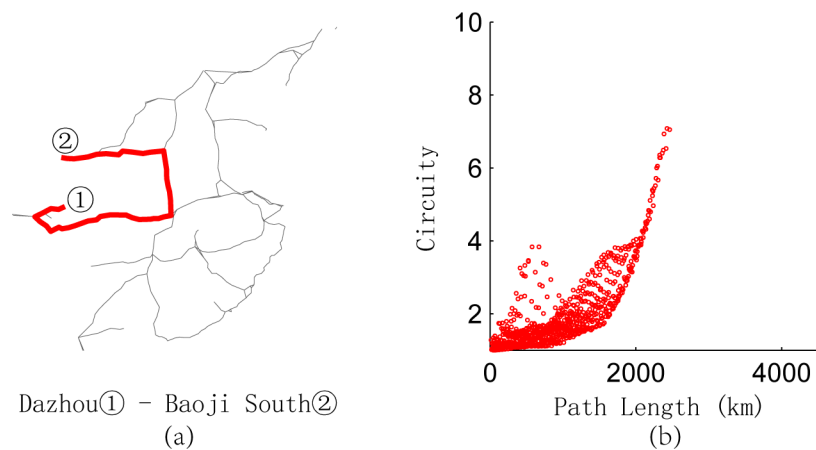 ②
①
Dazhou① - Baoji South②
(a)
10
8
6
4
2
Circuity
0 2000 4000
Path Length (km)
(b)